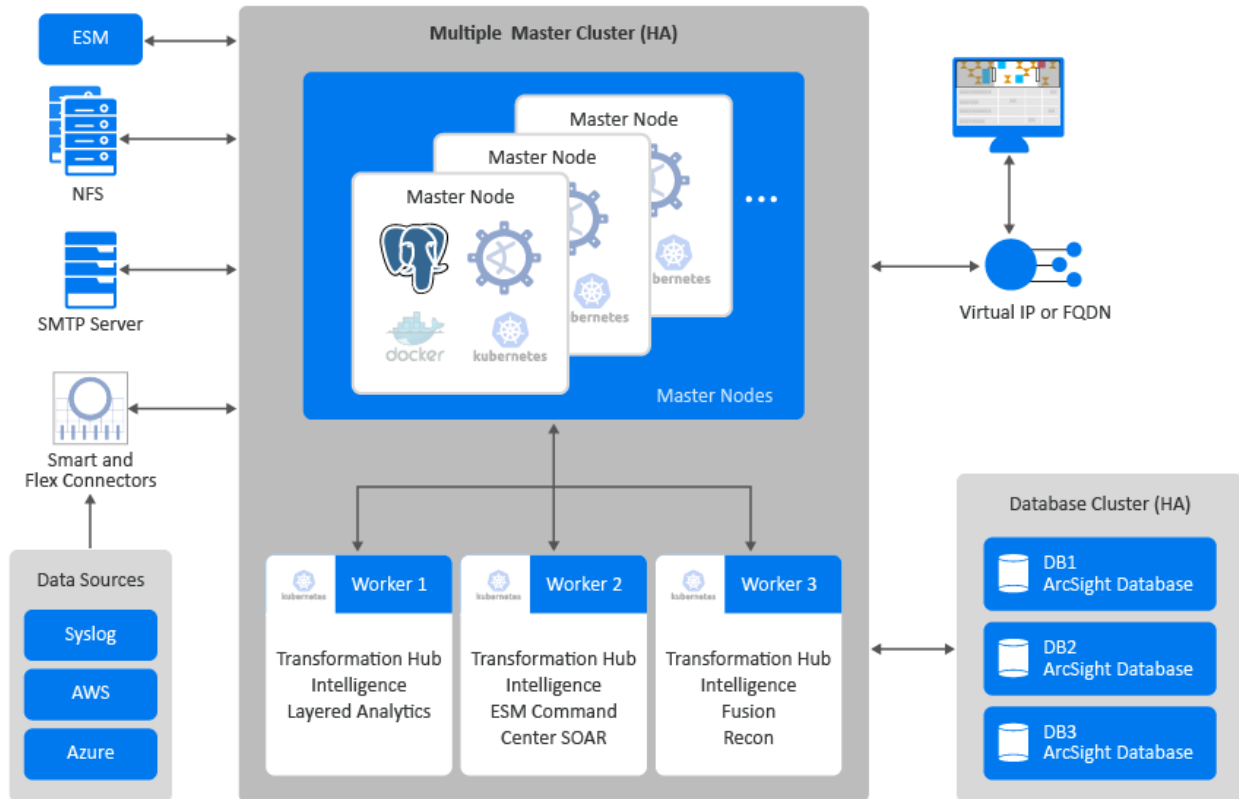 ESM
NFS
SMTP Server
Smart and
Flex Connectors
Data Sources
Syslog
AWS
Azure
Multiple Master Cluster (HA)
Master Node
Master Node
Master Node
docker
kubernetes
bernetes
bernetes
...
Master Nodes
kubernetes
Worker 1
Transformation Hub
Intelligence
Layered Analytics
kubernetes
Worker 2
Transformation Hub
Intelligence
ESM Command
Center SOAR
kubernetes
Worker 3
Transformation Hub
Intelligence
Fusion
Recon
Virtual IP or FQDN
Database Cluster (HA)
DB1
ArcSight Database
DB2
ArcSight Database
DB3
ArcSight Database